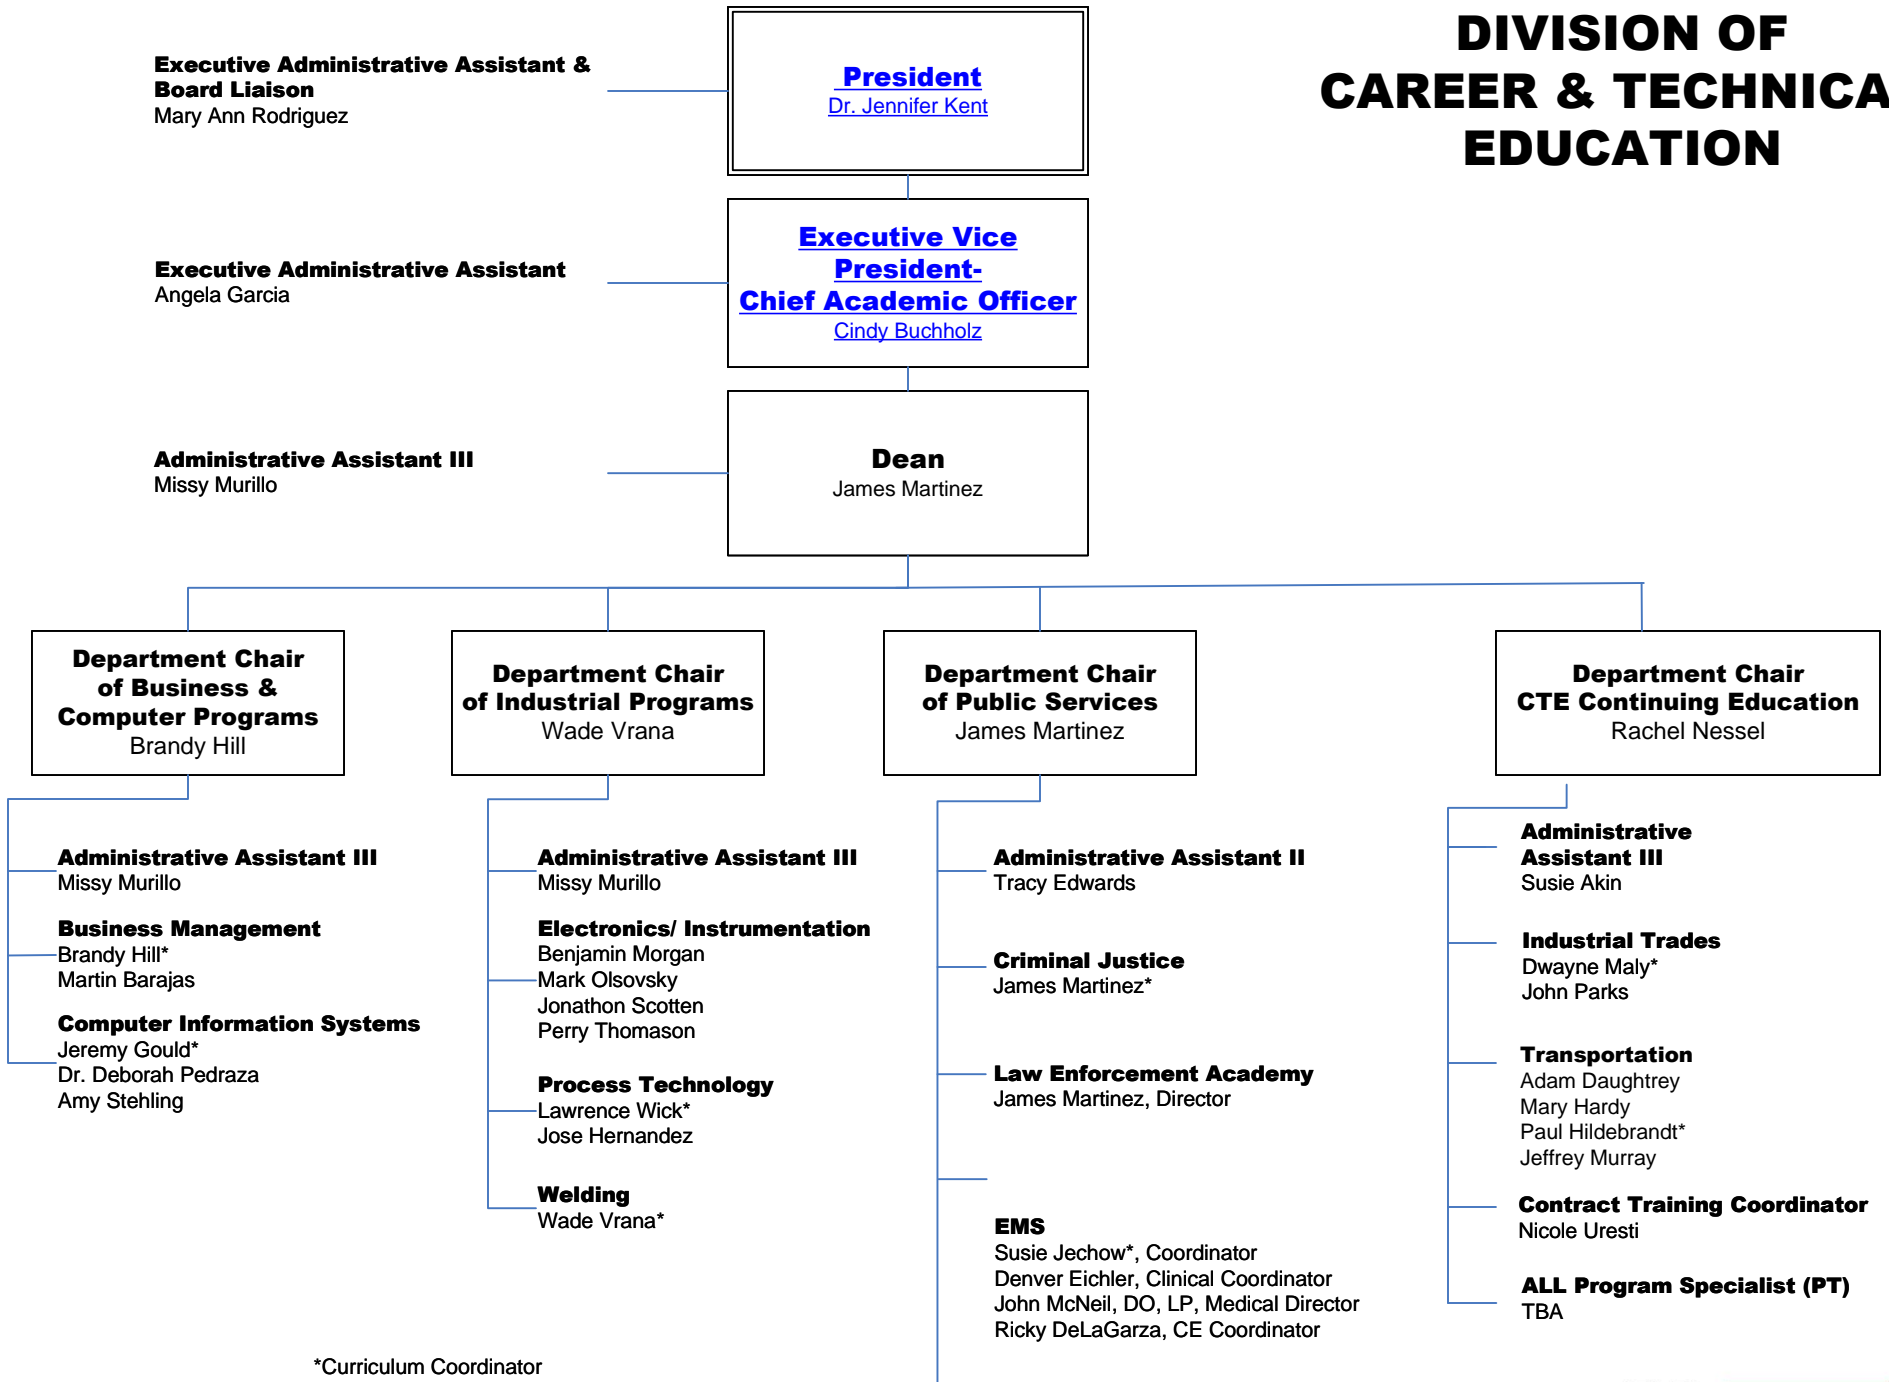 DIVISION OF
CAREER & TECHNICA
EDUCATION
Executive Administrative Assistant &
Board Liaison
Mary Ann Rodriguez
President
Dr. Jennifer Kent
Executive Administrative Assistant
Angela Garcia
Executive Vice
President-
Chief Academic Officer
Cindy Buchholz
Administrative Assistant III
Missy Murillo
Dean
James Martinez
Department Chair
of Business &
Computer Programs
Brandy Hill
Administrative Assistant III
Missy Murillo
Business Management
Brandy Hill*
Martin Barajas
Computer Information Systems
Jeremy Gould*
Dr. Deborah Pedraza
Amy Stehling
Department Chair
of Industrial Programs
Wade Vrana
Administrative Assistant III
Missy Murillo
Electronics/ Instrumentation
Benjamin Morgan
Mark Olsovsky
Jonathon Scotten
Perry Thomason
Process Technology
Lawrence Wick*
Jose Hernandez
Welding
Wade Vrana*
Department Chair
of Public Services
James Martinez
Administrative Assistant II
Tracy Edwards
Criminal Justice
James Martinez*
Law Enforcement Academy
James Martinez, Director
EMS
Susie Jechow*, Coordinator
Denver Eichler, Clinical Coordinator
John McNeil, DO, LP, Medical Director
Ricky DeLaGarza, CE Coordinator
Department Chair
CTE Continuing Education
Rachel Nessel
Administrative
Assistant III
Susie Akin
Industrial Trades
Dwayne Maly*
John Parks
Transportation
Adam Daughtrey
Mary Hardy
Paul Hildebrandt*
Jeffrey Murray
Contract Training Coordinator
Nicole Uresti
ALL Program Specialist (PT)
TBA
*Curriculum Coordinator